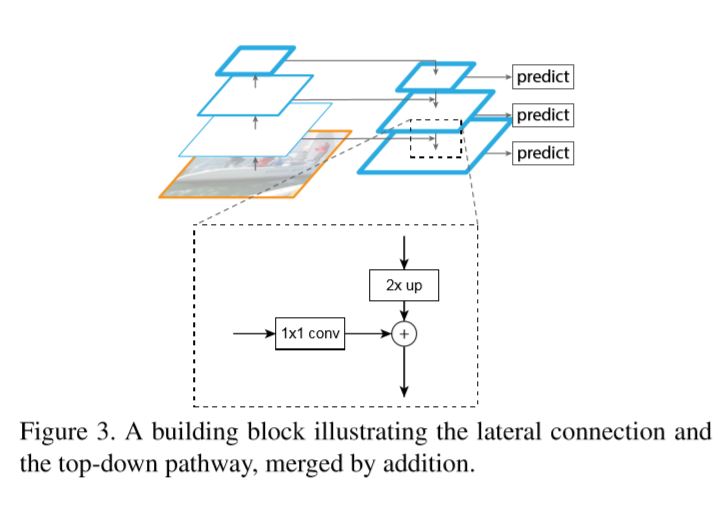 predict
predict
predict
2x up
1x1 conv
+
Figure 3. A building block illustrating the lateral connection and
the top-down pathway, merged by addition.